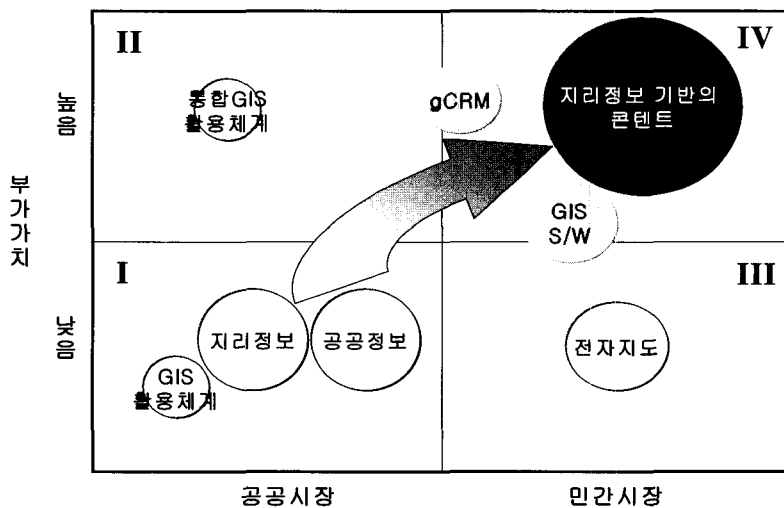 II
IV
높음
통합GIS
활용체계
gCRM
지리정보 기반의
콘텐트
부가가치
GIS
S/W
I
III
낮음
지리정보
공공정보
전자지도
GIS
활용체계
공공시장
민간시장